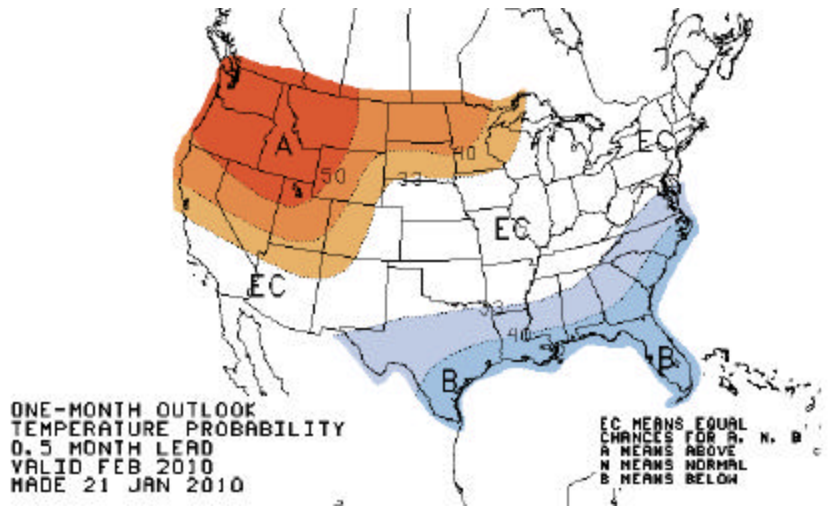 EC
A
40
50
33
EC
EC
33
40
B
B
ONE-MONTH OUTLOOK
TEMPERATURE PROBABILITY
0.5 MONTH LEAD
VALID FEB 2010
MADE 21 JAN 2010
EC MEANS EQUAL
CHANCES FOR A, N, B
A MEANS ABOVE
N MEANS NORMAL
B MEANS BELOW